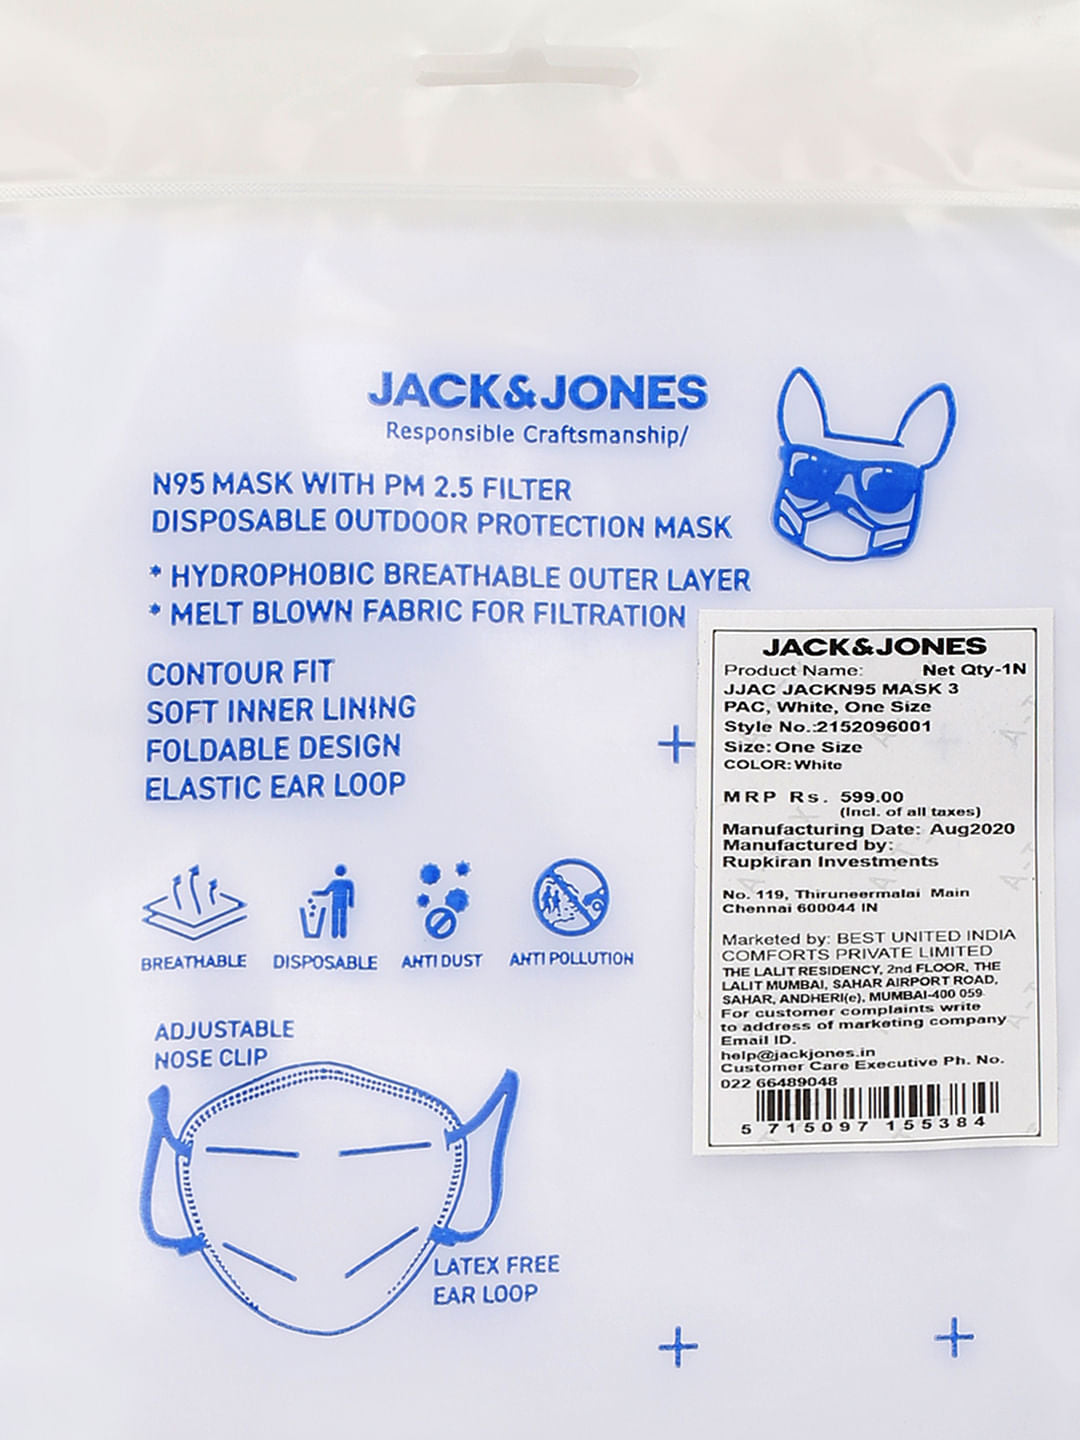 JACK&JONES
Responsible Craftsmanship/
N95 MASK WITH PM 2.5 FILTER
DISPOSABLE OUTDOOR PROTECTION MASK
* HYDROPHOBIC BREATHABLE OUTER LAYER
* MELT BLOWN FABRIC FOR FILTRATION
CONTOUR FIT
SOFT INNER LINING
FOLDABLE DESIGN
ELASTIC EAR LOOP
BREATHABLE
DISPOSABLE
ANTI DUST
ANTI POLLUTION
ADJUSTABLE
NOSE CLIP
LATEX FREE
EAR LOOP
JACK&JONES
Product Name: Net Qty-1N
JJAC JACKN95 MASK 3
PAC, White, One Size
Style No.:2152096001
Size: One Size
COLOR: White
MRP Rs. 599.00
(Incl. of all taxes)
Manufacturing Date: Aug2020
Manufactured by:
Rupkiran Investments
No. 119, Thiruneermalai Main
Chennai 600044 IN
Marketed by: BEST UNITED INDIA
COMFORTS PRIVATE LIMITED
THE LALIT RESIDENCY, 2nd FLOOR, THE
LALIT MUMBAI, SAHAR AIRPORT ROAD,
SAHAR, ANDHERI(e), MUMBAI-400 059
For customer complaints write
to address of marketing company
Email ID.
help@jackjones.in
Customer Care Executive Ph. No.
022 66489048
5 715097 155384